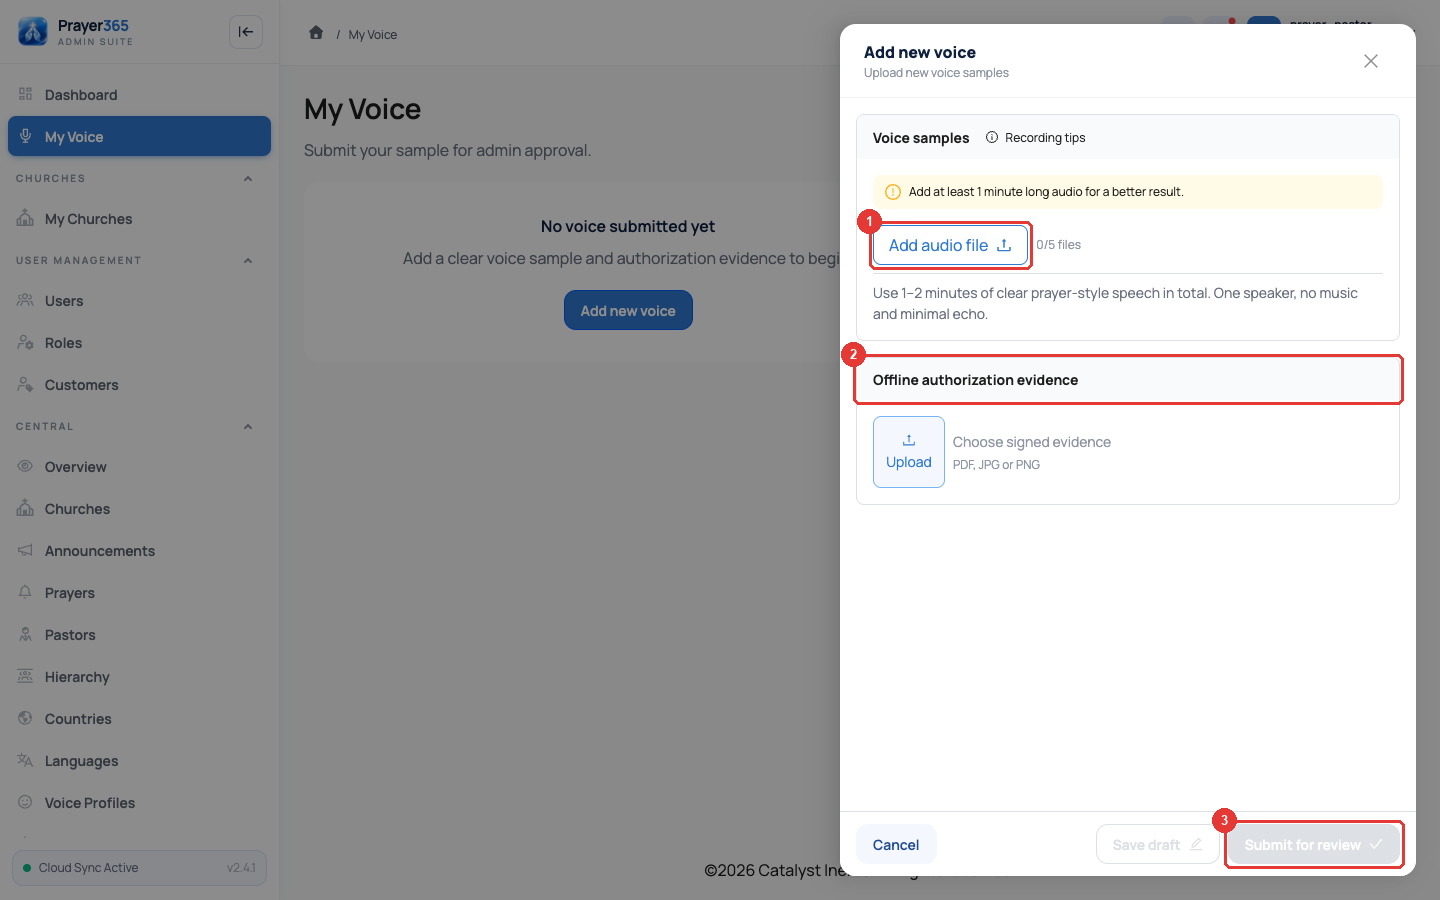 Prayer365
ADMIN SUITE
Dashboard
My Voice
CHURCHES
My Churches
USER MANAGEMENT
Users
Roles
Customers
CENTRAL
Overview
Churches
Announcements
Prayers
Pastors
Hierarchy
Countries
Languages
Voice Profiles
Cloud Sync Active
v2.4.1
/ My Voice
My Voice
Submit your sample for admin approval.
No voice submitted yet
Add a clear voice sample and authorization evidence to begi
Add new voice
©2026 Catalyst
Add new voice
Upload new voice samples
Voice samples
Recording tips
Add at least 1 minute long audio for a better result.
1
Add audio file
0/5 files
Use 1–2 minutes of clear prayer-style speech in total. One speaker, no music
and minimal echo.
2
Offline authorization evidence
Upload
Choose signed evidence
PDF, JPG or PNG
Cancel
Save draft
3
Submit for review